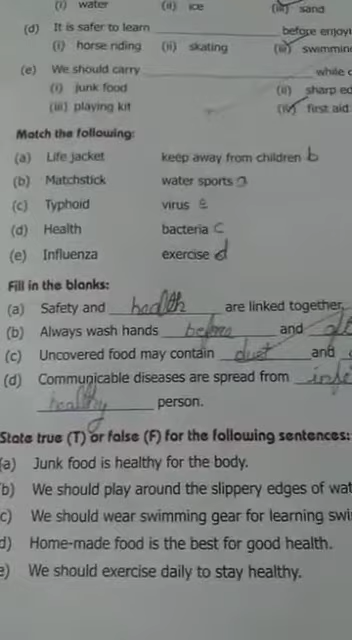 (i) water (ii) ice (iii) sand
(d) It is safer to learn ____ before enjoyi
(i) horse riding (ii) skating (iii) swimmin
(e) We should carry ____ while
(i) junk food (ii) sharp ed
(iii) playing kit (iv) first aid
Match the following:
(a) Life jacket keep away from children b
(b) Matchstick water sports a
(c) Typhoid virus e
(d) Health bacteria c
(e) Influenza exercise d
Fill in the blanks:
(a) Safety and health are linked together.
(b) Always wash hands before and
(c) Uncovered food may contain dust and
(d) Communicable diseases are spread from
healthy person.
State true (T) or false (F) for the following sentences:
(a) Junk food is healthy for the body.
b) We should play around the slippery edges of wat
c) We should wear swimming gear for learning swi
d) Home-made food is the best for good health.
e) We should exercise daily to stay healthy.